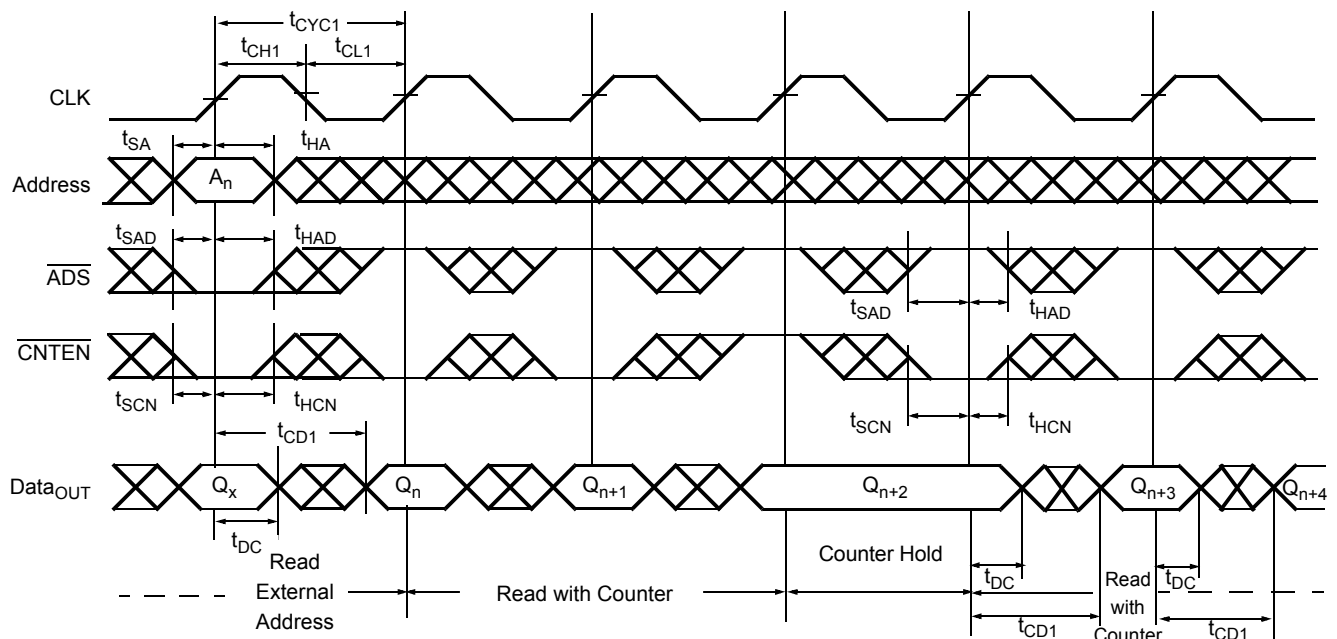 tCYC1
tCH1
tCL1
CLK
tSA
tHA
Address
An
tSAD
tHAD
ADS
tSAD
tHAD
CNTEN
tSCN
tHCN
tSCN
tHCN
tCD1
DataOUT
Qx
Qn
Qn+1
Qn+2
Qn+3
Qn+4
tDC
Read
External
Address
Read with Counter
Counter Hold
tDC
tCD1
Read
with
Counter
tDC
tCD1